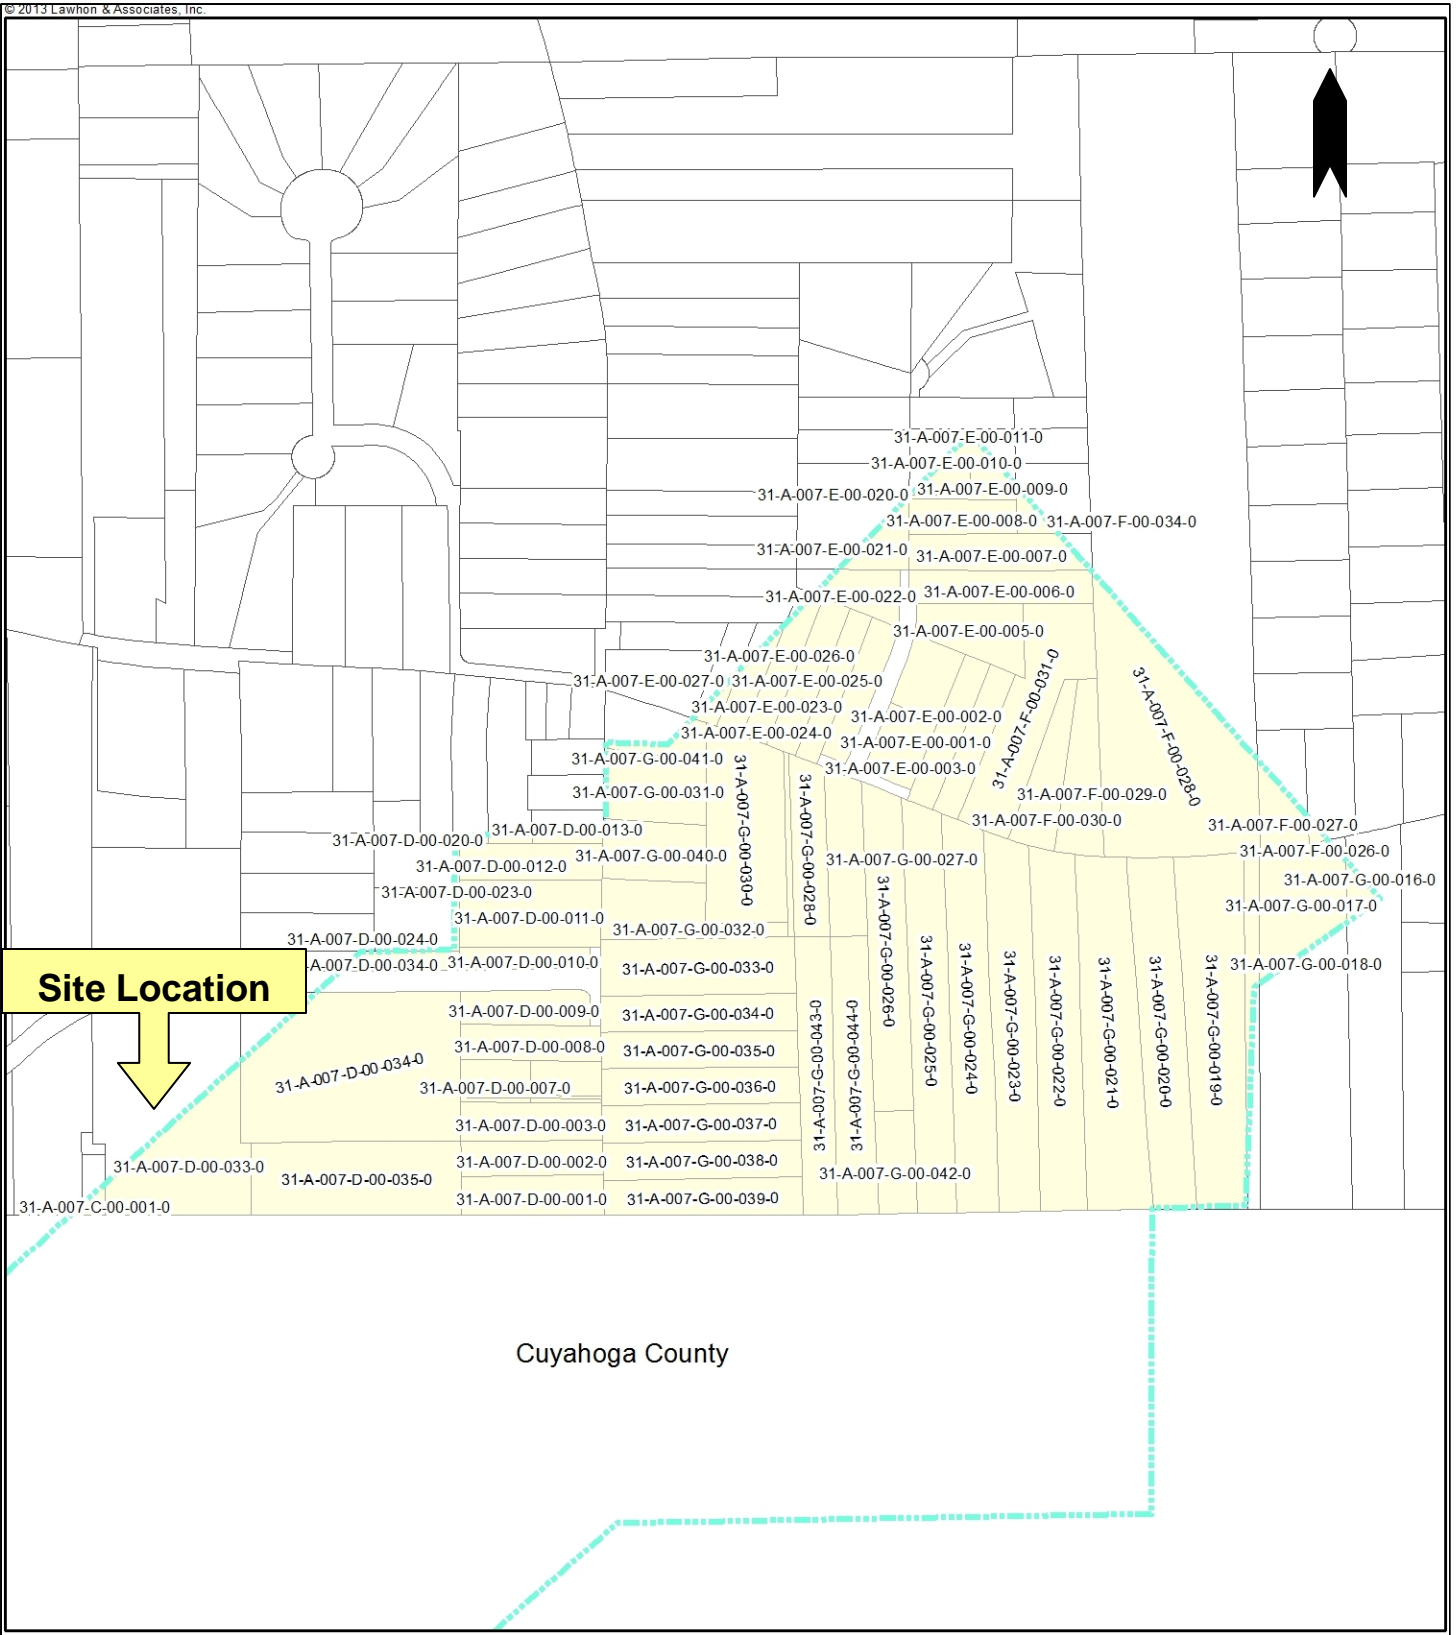 © 2013 Lawhon & Associates, Inc.
31-A-007-E-00-011-0
31-A-007-E-00-010-0
31-A-007-E-00-009-0
31-A-007-E-00-020-0
31-A-007-E-00-008-0
31-A-007-F-00-034-0
31-A-007-E-00-021-0
31-A-007-E-00-007-0
31-A-007-E-00-022-0
31-A-007-E-00-006-0
31-A-007-E-00-005-0
31-A-007-E-00-026-0
31-A-007-E-00-027-0
31-A-007-E-00-025-0
31-A-007-F-00-031-0
31-A-007-F-00-028-0
31-A-007-E-00-023-0
31-A-007-E-00-002-0
31-A-007-E-00-024-0
31-A-007-E-00-001-0
31-A-007-G-00-041-0
31-A-007-E-00-003-0
31-A-007-G-00-031-0
31-A-007-G-00-030-0
31-A-007-G-00-028-0
31-A-007-F-00-029-0
31-A-007-F-00-030-0
31-A-007-F-00-027-0
31-A-007-D-00-013-0
31-A-007-D-00-020-0
31-A-007-F-00-026-0
31-A-007-G-00-040-0
31-A-007-G-00-027-0
31-A-007-D-00-012-0
31-A-007-G-00-016-0
31-A-007-D-00-023-0
31-A-007-G-00-017-0
31-A-007-D-00-011-0
31-A-007-G-00-032-0
31-A-007-D-00-024-0
31-A-007-D-00-034-0
31-A-007-D-00-010-0
31-A-007-G-00-033-0
31-A-007-G-00-018-0
Site Location
31-A-007-G-00-026-0
31-A-007-G-00-025-0
31-A-007-G-00-024-0
31-A-007-G-00-023-0
31-A-007-G-00-022-0
31-A-007-G-00-021-0
31-A-007-G-00-020-0
31-A-007-G-00-019-0
31-A-007-D-00-009-0
31-A-007-G-00-034-0
31-A-007-G-00-043-0
31-A-007-G-00-044-0
31-A-007-D-00-008-0
31-A-007-G-00-035-0
31-A-007-D-00-034-0
31-A-007-D-00-007-0
31-A-007-G-00-036-0
31-A-007-D-00-003-0
31-A-007-G-00-037-0
31-A-007-D-00-033-0
31-A-007-D-00-002-0
31-A-007-G-00-038-0
31-A-007-D-00-035-0
31-A-007-G-00-042-0
31-A-007-C-00-001-0
31-A-007-D-00-001-0
31-A-007-G-00-039-0
Cuyahoga County